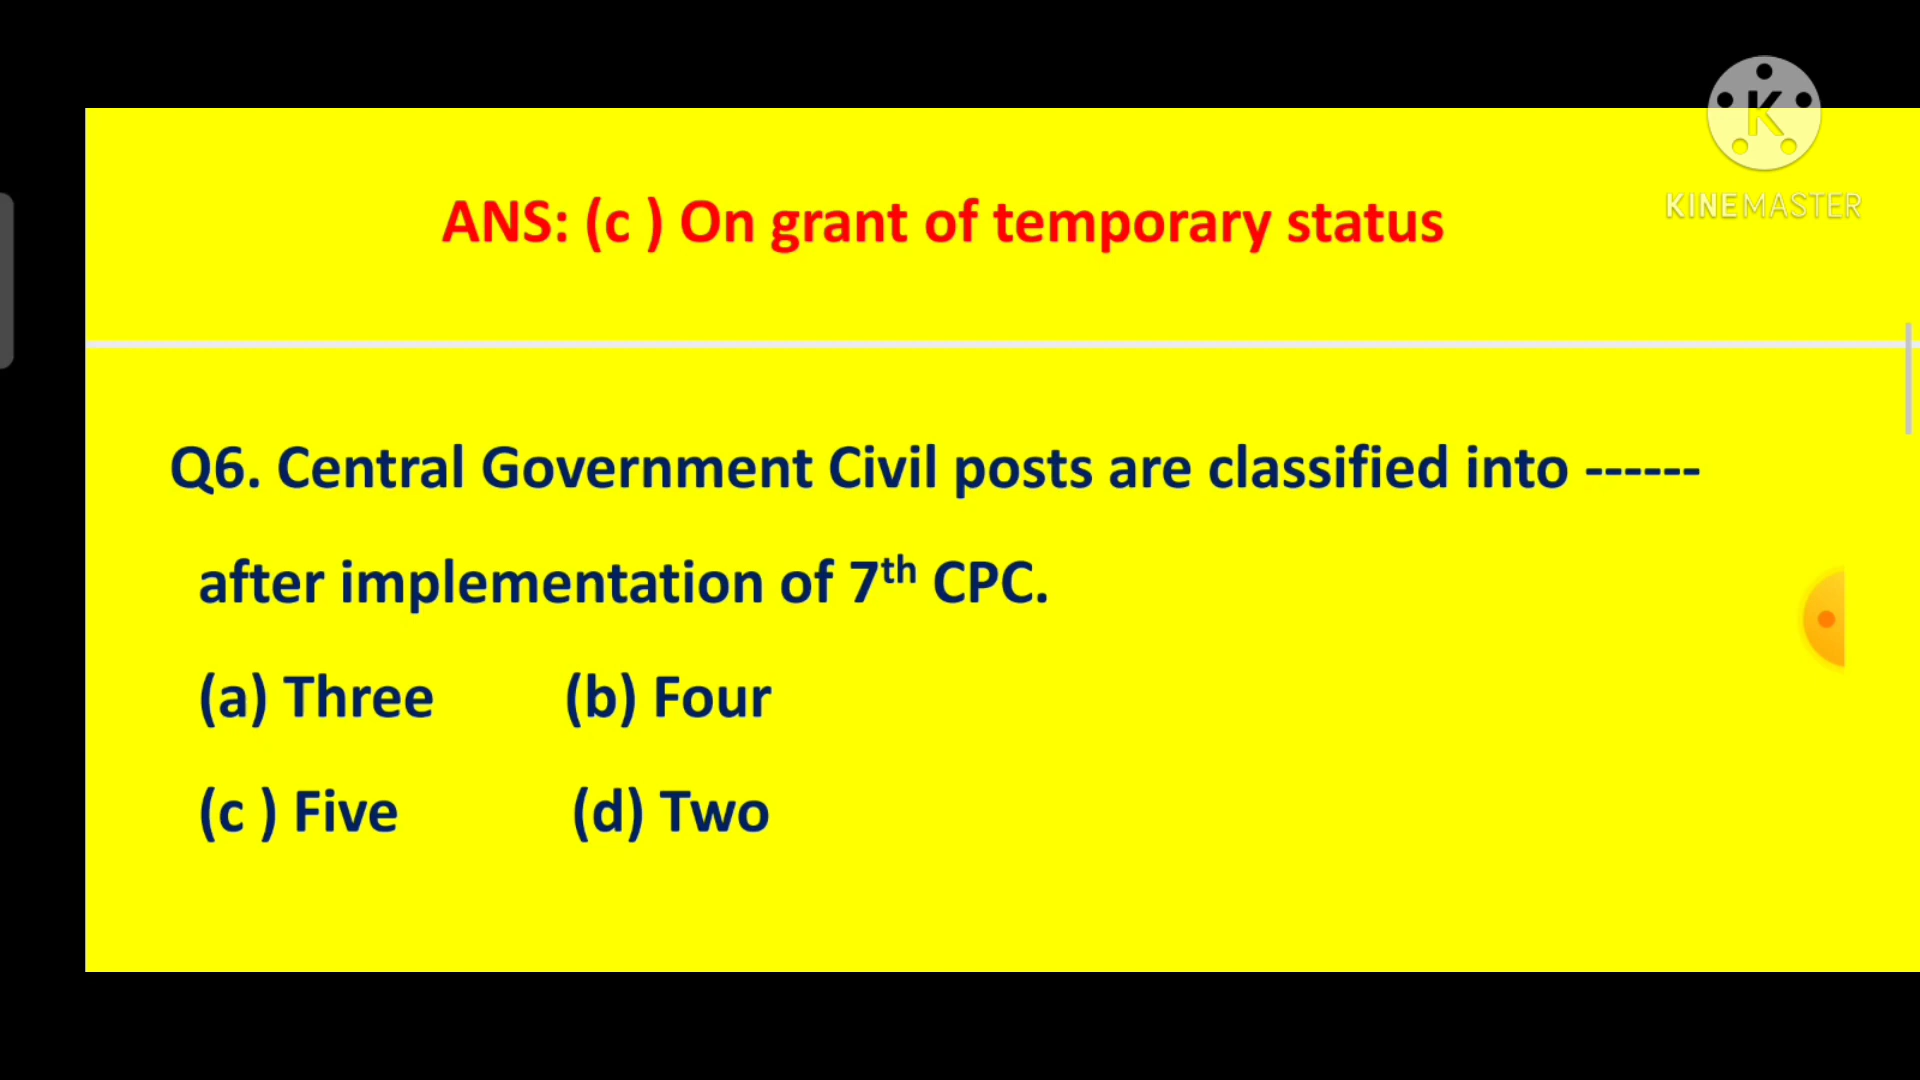 K
KINEMASTER
ANS: (c ) On grant of temporary status
Q6. Central Government Civil posts are classified into ------
after implementation of 7th CPC.
(a) Three (b) Four
(c ) Five (d) Two